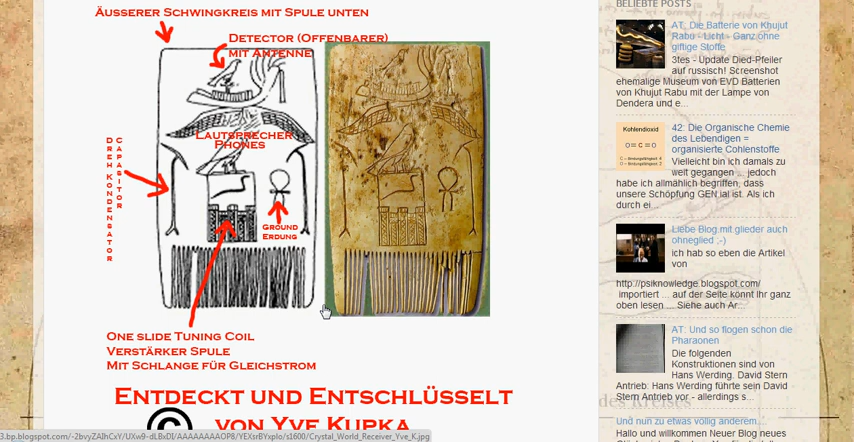 ÄUSSERER SCHWINGKREIS MIT SPULE UNTEN
DETECTOR (OFFENBARER)
MIT ANTENNE
LAUTSPRECHER
PHONES
DREH KONDENSATOR
CAPASITOR
GROUND
ERDUNG
ONE SLIDE TUNING COIL
VERSTÄRKER SPULE
MIT SCHLANGE FÜR GLEICHSTROM
ENTDECKT UND ENTSCHLÜSSELT
©
VON YVE KUPKA
3.bp.blogspot.com/-2bvyZAIhCxY/UXw9-dLBxDI/AAAAAAAAOP8/YEXsrBYxpIo/s1600/Crystal_World_Receiver_Yve_K.jpg
BELIEBTE POSTS
AT: Die Batterie von Khujut
Rabu - Licht - Ganz ohne
giftige Stoffe
3tes - Update Died-Pfeiler
auf russisch! Screenshot
ehemalige Museum von EVD Batterien
von Khujut Rabu mit der Lampe von
Dendera und e...
Kohlendioxid
o=c=o
42: Die Organische Chemie
des Lebendigen =
organisierte Cohlenstoffe
Vielleicht bin ich damals zu
weit gegangen ... jedoch
habe ich allmählich begriffen, dass
unsere Schöpfung GEN.ial ist. Als ich
durch ei...
Liebe Blog mit glieder auch
ohneglied ;-)
ich hab so eben die Artikel
von
http://psiknowledge.blogspot.com/
importiert ... auf der Seite könnt Ihr ganz
oben lesen ... Siehe auch Ar...
AT: Und so flogen schon die
Pharaonen
Die folgenden
Konstruktionen sind von
Hans Werding. David Stern
Antrieb: Hans Werding führte sein David
Stern Antrieb vor - allerdings s...
des Kreises
Und nun zu etwas völlig anderem...
Hallo und willkommen Neuer Blog neues